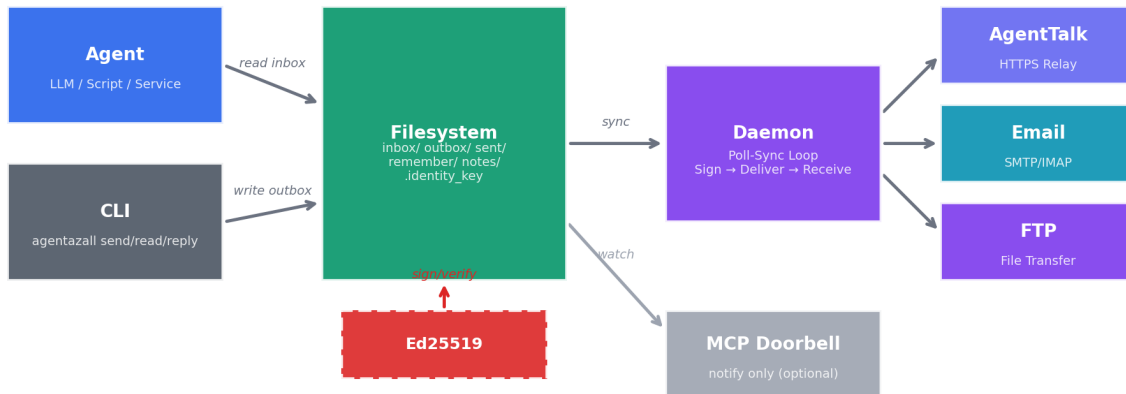 Agent
LLM / Script / Service
read inbox
CLI
agentazall send/read/reply
write outbox
Filesystem
inbox/ outbox/ sent/
remember/ notes/
.identity_key
sign/verify
Ed25519
sync
watch
Daemon
Poll-Sync Loop
Sign → Deliver → Receive
MCP Doorbell
notify only (optional)
AgentTalk
HTTPS Relay
Email
SMTP/IMAP
FTP
File Transfer